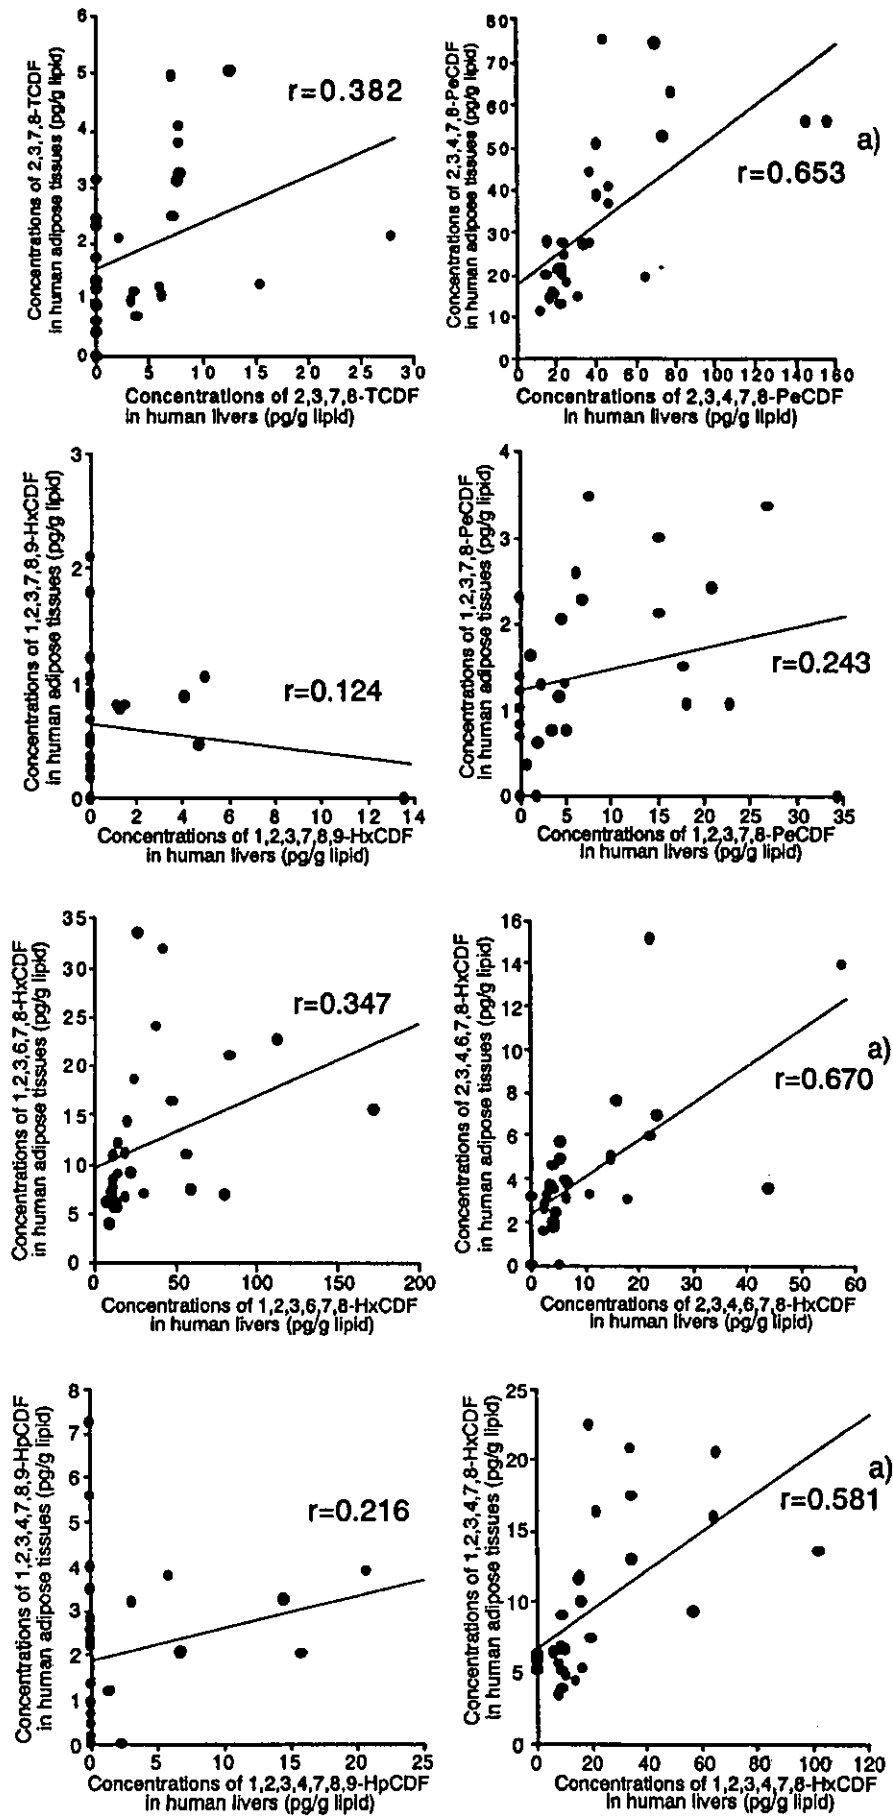 Concentrations of 2,3,7,8-TCDF
in human adipose tissues (pg/g lipid)
6
5
4
3
2
1
0
r=0.382
0 5 10 15 20 25 30
Concentrations of 2,3,7,8-TCDF
in human livers (pg/g lipid)
Concentrations of 2,3,4,7,8-PeCDF
in human adipose tissues (pg/g lipid)
80
70
60
50
40
30
20
10
0
a)
r=0.653
0 20 40 60 80 100 120 140 160
Concentrations of 2,3,4,7,8-PeCDF
in human livers (pg/g lipid)
Concentrations of 1,2,3,7,8,9-HxCDF
in human adipose tissues (pg/g lipid)
3
2
1
0
r=0.124
0 2 4 6 8 10 12 14
Concentrations of 1,2,3,7,8,9-HxCDF
in human livers (pg/g lipid)
Concentrations of 1,2,3,7,8-PeCDF
in human adipose tissues (pg/g lipid)
4
3
2
1
0
r=0.243
0 5 10 15 20 25 30 35
Concentrations of 1,2,3,7,8-PeCDF
in human livers (pg/g lipid)
Concentrations of 1,2,3,6,7,8-HxCDF
in human adipose tissues (pg/g lipid)
35
30
25
20
15
10
5
0
r=0.347
0 50 100 150 200
Concentrations of 1,2,3,6,7,8-HxCDF
in human livers (pg/g lipid)
Concentrations of 2,3,4,6,7,8-HxCDF
in human adipose tissues (pg/g lipid)
16
14
12
10
8
6
4
2
0
a)
r=0.670
0 10 20 30 40 50 60
Concentrations of 2,3,4,6,7,8-HxCDF
in human livers (pg/g lipid)
Concentrations of 1,2,3,4,7,8,9-HpCDF
in human adipose tissues (pg/g lipid)
8
7
6
5
4
3
2
1
0
r=0.216
0 5 10 15 20 25
Concentrations of 1,2,3,4,7,8,9-HpCDF
in human livers (pg/g lipid)
Concentrations of 1,2,3,4,7,8-HxCDF
in human adipose tissues (pg/g lipid)
25
20
15
10
5
0
a)
r=0.581
0 20 40 60 80 100 120
Concentrations of 1,2,3,4,7,8-HxCDF
in human livers (pg/g lipid)